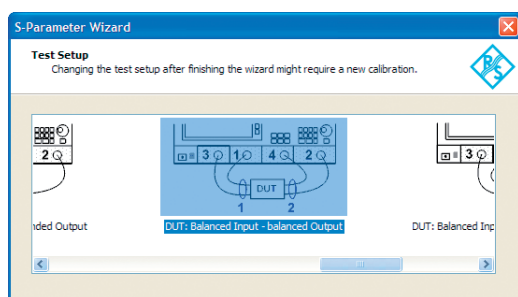 S-Parameter Wizard
Test Setup
Changing the test setup after finishing the wizard might require a new calibration.
R&S
2
3 1 4 2
3
DUT
1 2
nded Output
DUT: Balanced Input - balanced Output
DUT: Balanced Inp